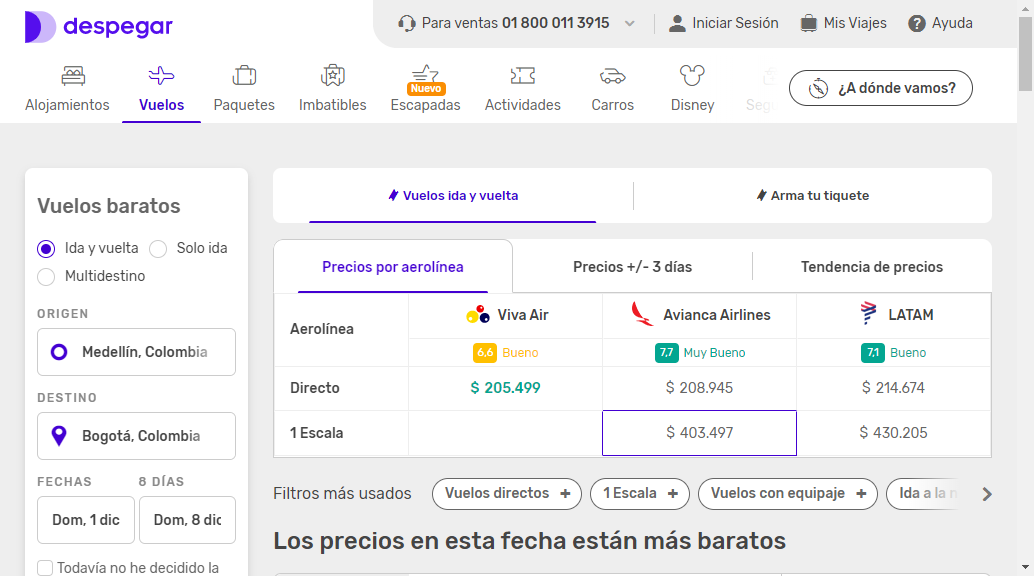 despegar
Para ventas 01 800 011 3915
Iniciar Sesión
Mis Viajes
Ayuda
Alojamientos
Vuelos
Paquetes
Imbatibles
Nuevo
Escapadas
Actividades
Carros
Disney
¿A dónde vamos?
Vuelos baratos
Ida y vuelta
Solo ida
Multidestino
ORIGEN
Medellín, Colombia
DESTINO
Bogotá, Colombia
FECHAS
8 DÍAS
Dom, 1 dic
Dom, 8 dic
Todavía no he decidido la
Vuelos ida y vuelta
Arma tu tiquete
Precios por aerolínea
Precios +/- 3 días
Tendencia de precios
Aerolínea
Viva Air
Avianca Airlines
LATAM
6,6 Bueno
7,7 Muy Bueno
7,1 Bueno
Directo
$ 205.499
$ 208.945
$ 214.674
1 Escala
$ 403.497
$ 430.205
Filtros más usados
Vuelos directos +
1 Escala +
Vuelos con equipaje +
Ida a la
Los precios en esta fecha están más baratos